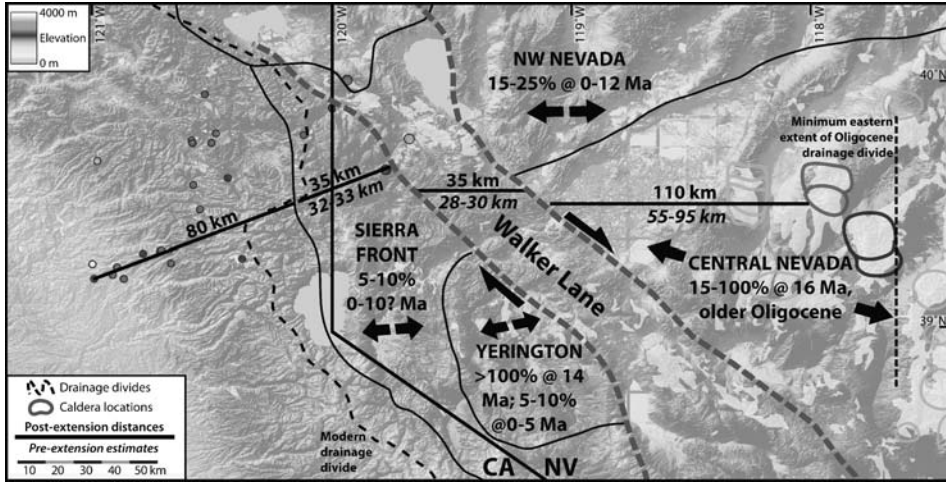 4000 m
Elevation
0 m
121°W
120°W
119°W
118°W
40°N
39°N
NW NEVADA
15-25% @ 0-12 Ma
Minimum eastern
extent of Oligocene
drainage divide
80 km
35 km
32-33 km
35 km
28-30 km
110 km
55-95 km
Walker Lane
SIERRA
FRONT
5-10%
0-10? Ma
CENTRAL NEVADA
15-100% @ 16 Ma,
older Oligocene
YERINGTON
>100% @ 14
Ma; 5-10%
@0-5 Ma
Modern
drainage
divide
CA NV
Drainage divides
Caldera locations
Post-extension distances
Pre-extension estimates
10 20 30 40 50 km